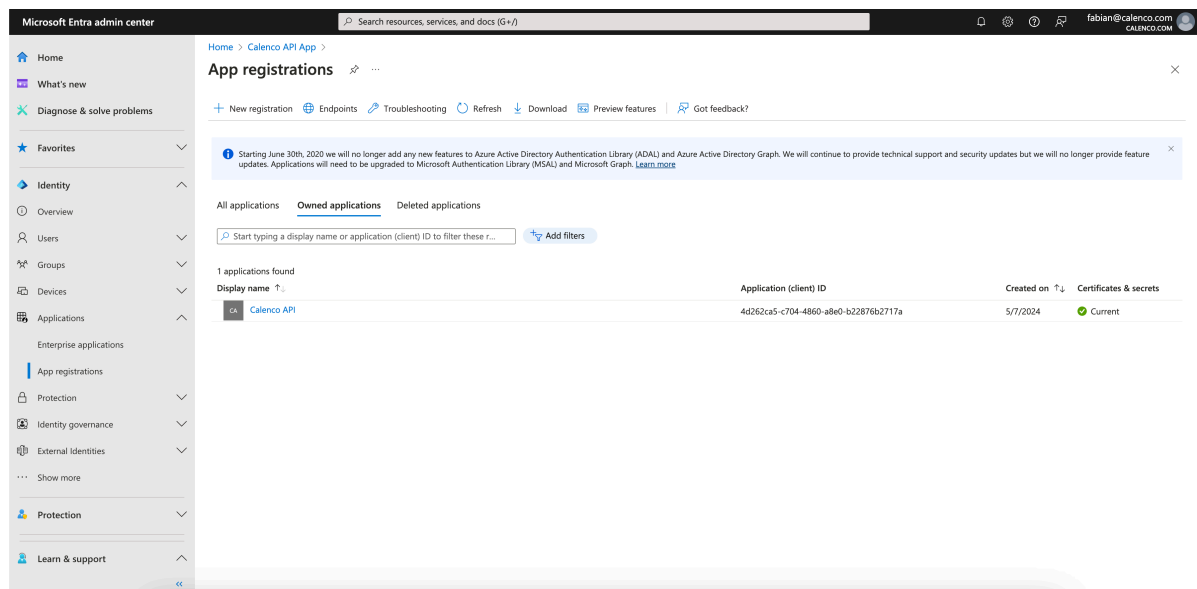 Microsoft Entra admin center
Search resources, services, and docs (G+/)
fabian@calenco.com
CALENCO.COM
Home
What's new
Diagnose & solve problems
Favorites
Identity
Overview
Users
Groups
Devices
Applications
Enterprise applications
App registrations
Protection
Identity governance
External Identities
Show more
Protection
Learn & support
Home > Calenco API App >
App registrations
New registration Endpoints Troubleshooting Refresh Download Preview features Got feedback?
Starting June 30th, 2020 we will no longer add any new features to Azure Active Directory Authentication Library (ADAL) and Azure Active Directory Graph. We will continue to provide technical support and security updates but we will no longer provide feature
updates. Applications will need to be upgraded to Microsoft Authentication Library (MSAL) and Microsoft Graph. Learn more
All applications Owned applications Deleted applications
Start typing a display name or application (client) ID to filter these r...
Add filters
1 applications found
Display name Application (client) ID Created on Certificates & secrets
CA Calenco API 4d262ca5-c704-4860-a8e0-b22876b2717a 5/7/2024 Current